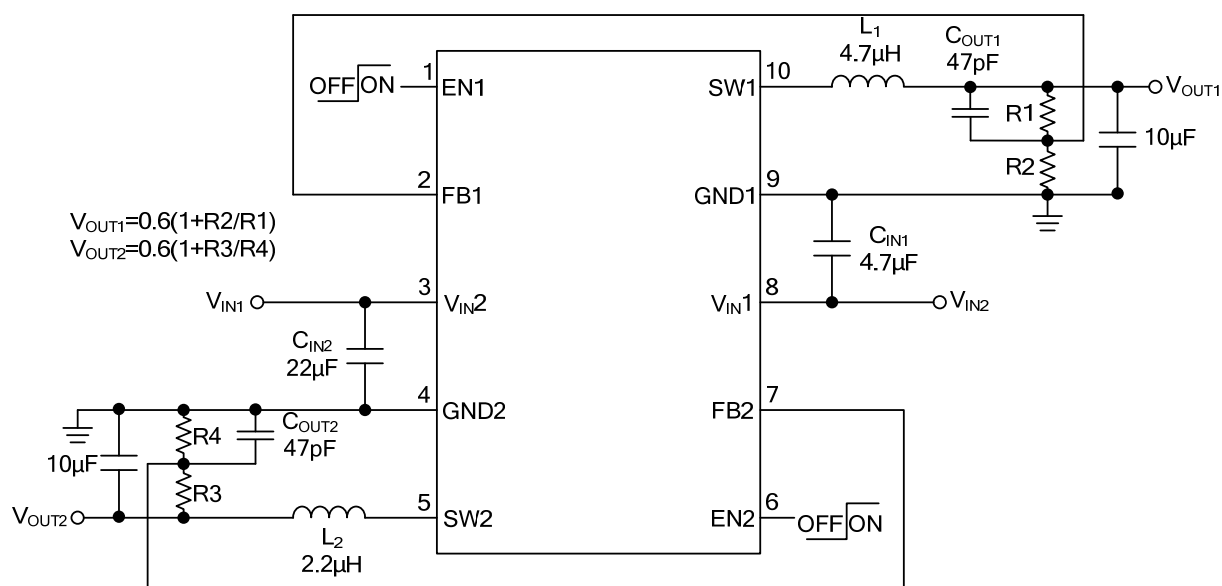 L1
4.7μH
COUT1
47pF
OFF ON
1
EN1
10
SW1
VOUT1
R1
10μF
R2
2
FB1
9
GND1
VOUT1=0.6(1+R2/R1)
VOUT2=0.6(1+R3/R4)
CIN1
4.7μF
VIN1
3
VIN2
8
VIN1
VIN2
CIN2
22μF
4
GND2
7
FB2
R4
COUT2
47pF
10μF
R3
VOUT2
5
SW2
6
EN2
OFF ON
L2
2.2μH